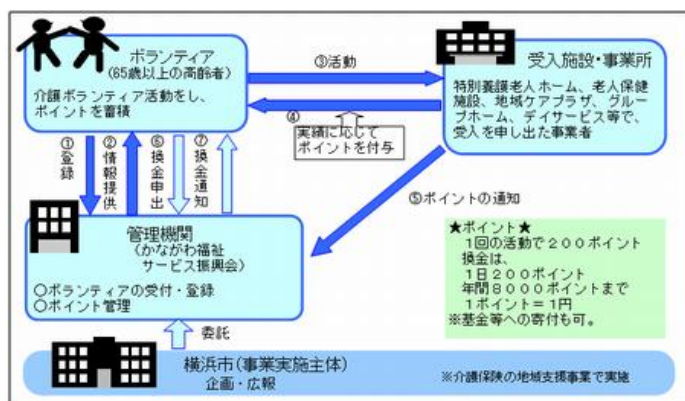 ボランティア
(65歳以上の高齢者)
介護ボランティア活動をし、
ポイントを蓄積
③活動
④
実績に応じて
ポイントを付与
受入施設・事業所
特別養護老人ホーム、老人保健
施設、地域ケアプラザ、グルー
プホーム、デイサービス等で、
受入を申し出た事業者
①登録
②情報提供
⑥換金申出
⑦換金通知
⑤ポイントの通知
管理機関
(かながわ福祉
サービス振興会)
○ボランティアの受付・登録
○ポイント管理
★ポイント★
1回の活動で200ポイント
換金は、
1日200ポイント
年間8000ポイントまで
1ポイント=1円
※基金等への寄付も可。
委託
横浜市(事業実施主体)
企画・広報
※介護保険の地域支援事業で実施